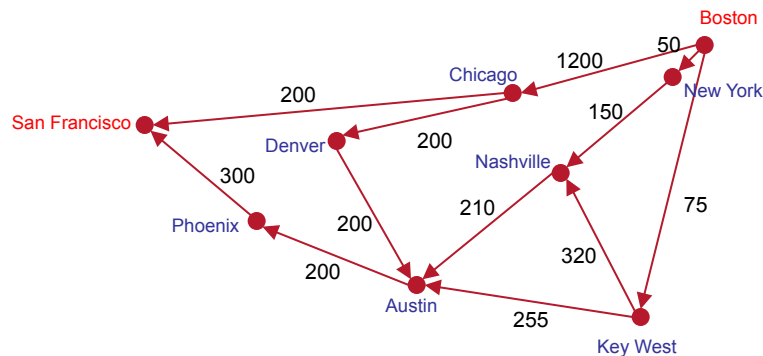 Boston
50
1200
Chicago
New York
200
150
San Francisco
200
Denver
Nashville
300
75
210
Phoenix
200
320
200
Austin
255
Key West